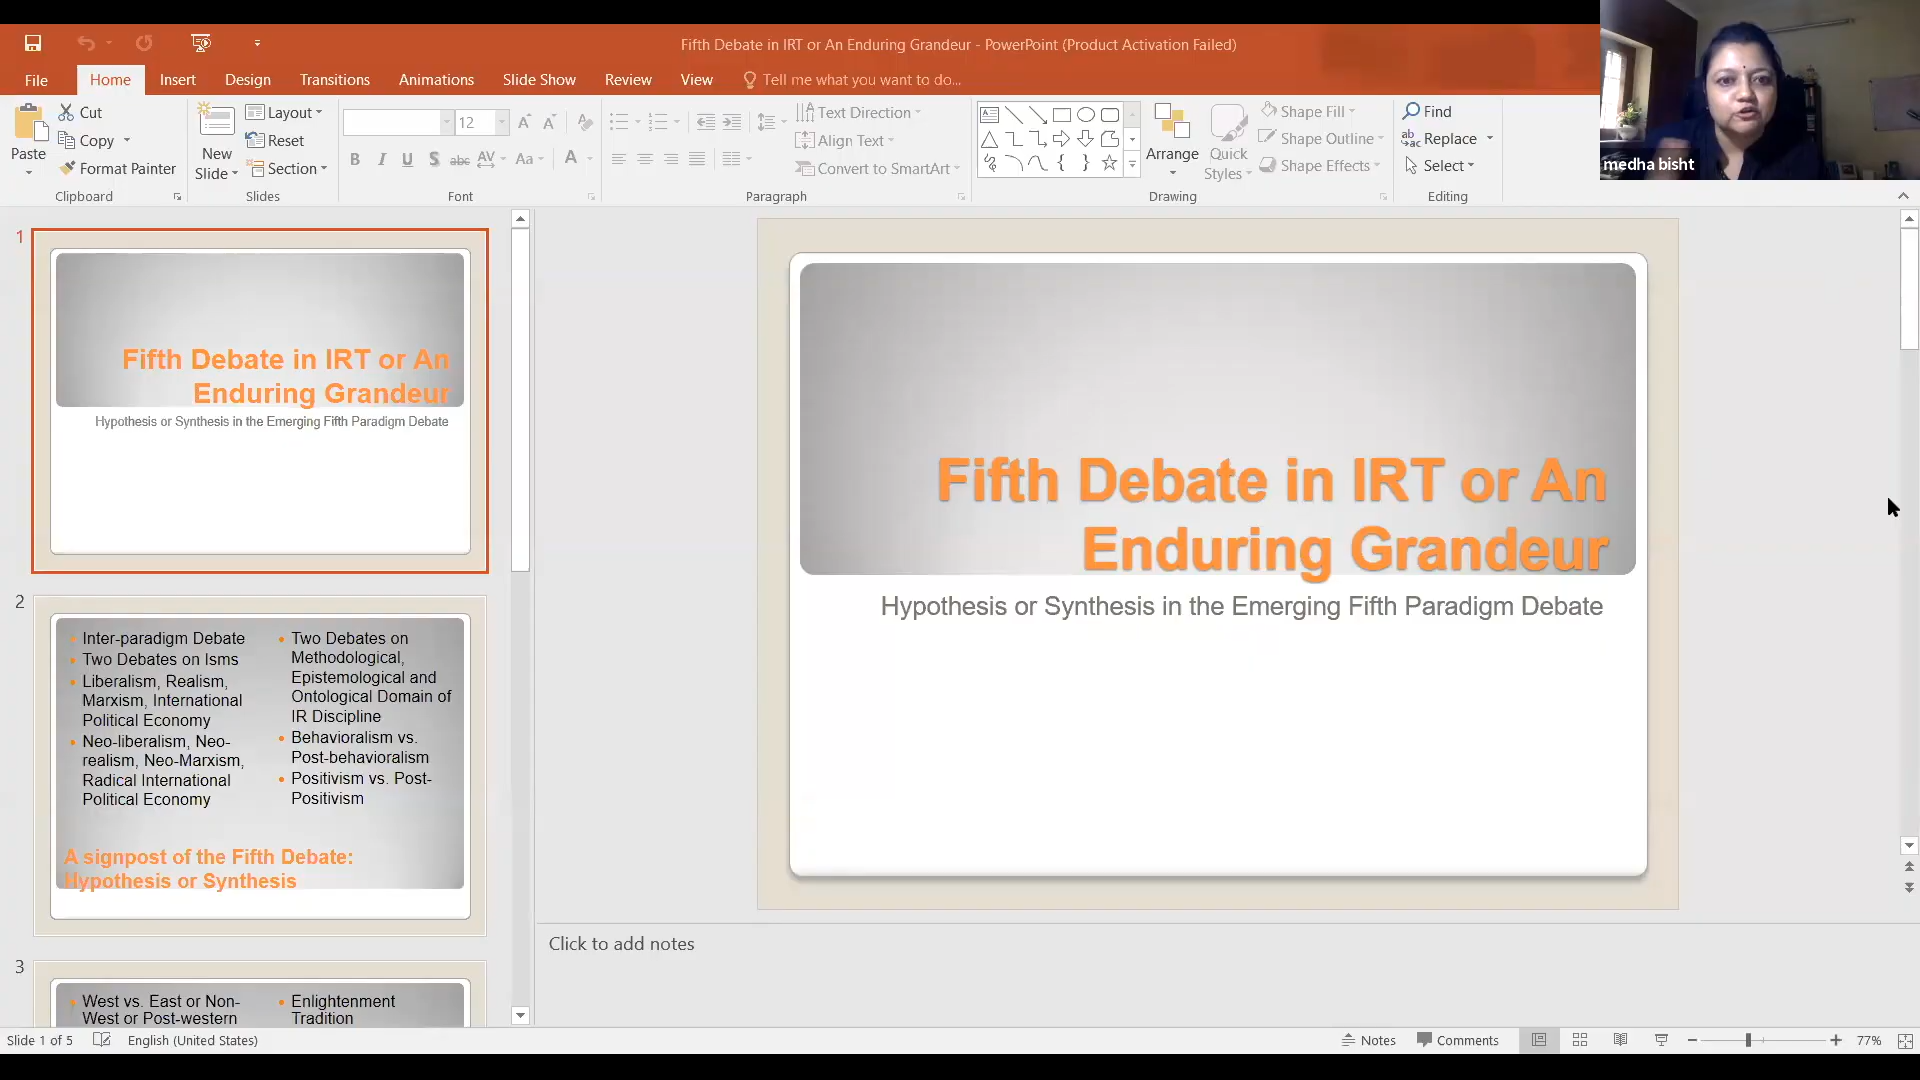 Fifth Debate in IRT or An Enduring Grandeur - PowerPoint (Product Activation Failed)
File
Home
Insert
Design
Transitions
Animations
Slide Show
Review
View
Tell me what you want to do...
Paste
Cut
Copy
Format Painter
Clipboard
New
Slide
Layout
Reset
Section
Slides
12
B
I
U
S
abc
AV
Aa
A
Font
Text Direction
Align Text
Convert to SmartArt
Paragraph
Arrange
Quick
Styles
Shape Fill
Shape Outline
Shape Effects
Drawing
Find
Replace
Select
Editing
medha bisht
1
Fifth Debate in IRT or An
Enduring Grandeur
Hypothesis or Synthesis in the Emerging Fifth Paradigm Debate
2
Inter-paradigm Debate
Two Debates on Isms
Liberalism, Realism,
Marxism, International
Political Economy
Neo-liberalism, Neo-
realism, Neo-Marxism,
Radical International
Political Economy
Two Debates on
Methodological,
Epistemological and
Ontological Domain of
IR Discipline
Behavioralism vs.
Post-behavioralism
Positivism vs. Post-
Positivism
A signpost of the Fifth Debate:
Hypothesis or Synthesis
3
West vs. East or Non-
West or Post-western
Enlightenment
Tradition
Fifth Debate in IRT or An
Enduring Grandeur
Hypothesis or Synthesis in the Emerging Fifth Paradigm Debate
Click to add notes
Slide 1 of 5
English (United States)
Notes
Comments
77%